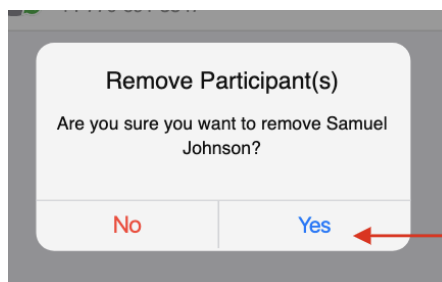 Remove Participant(s)
Are you sure you want to remove Samuel
Johnson?
No
Yes